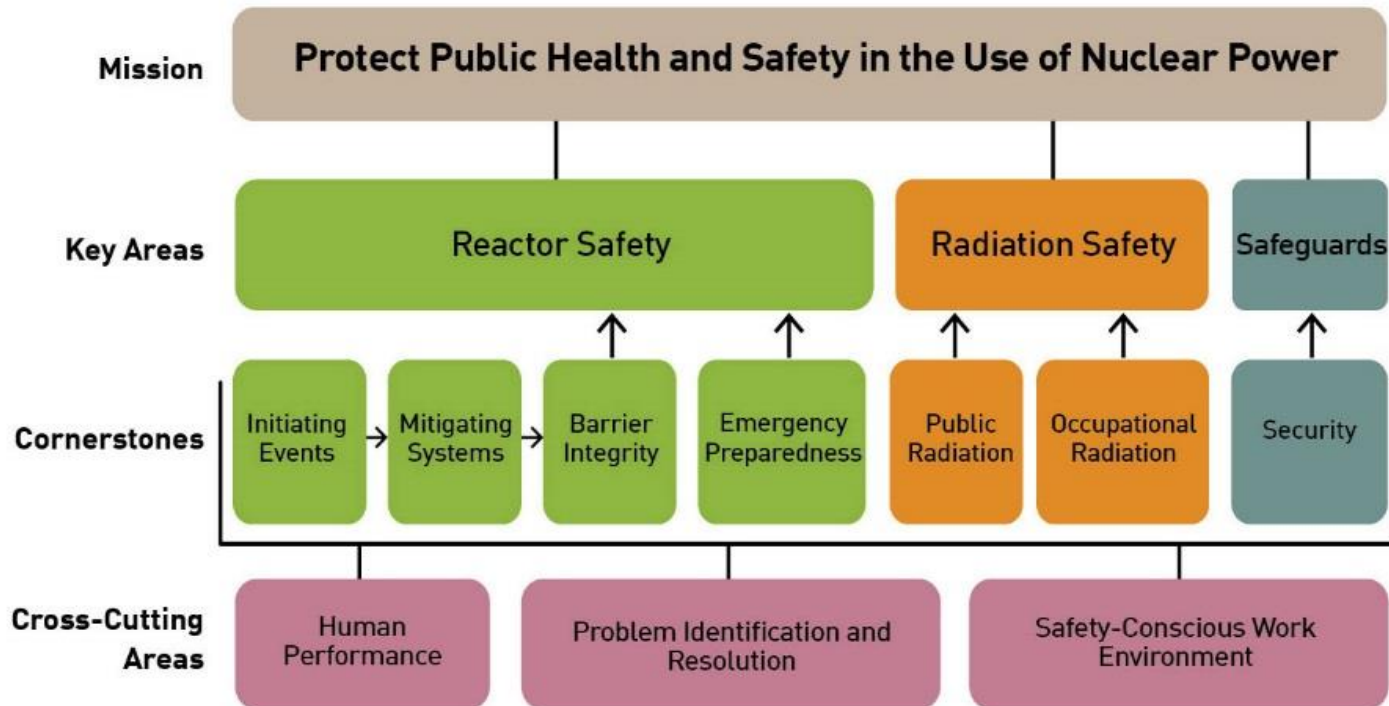 Mission
Protect Public Health and Safety in the Use of Nuclear Power
Key Areas
Reactor Safety
Radiation Safety
Safeguards
Cornerstones
Initiating
Events
Mitigating
Systems
Barrier
Integrity
Emergency
Preparedness
Public
Radiation
Occupational
Radiation
Security
Cross-Cutting
Areas
Human
Performance
Problem Identification and
Resolution
Safety-Conscious Work
Environment